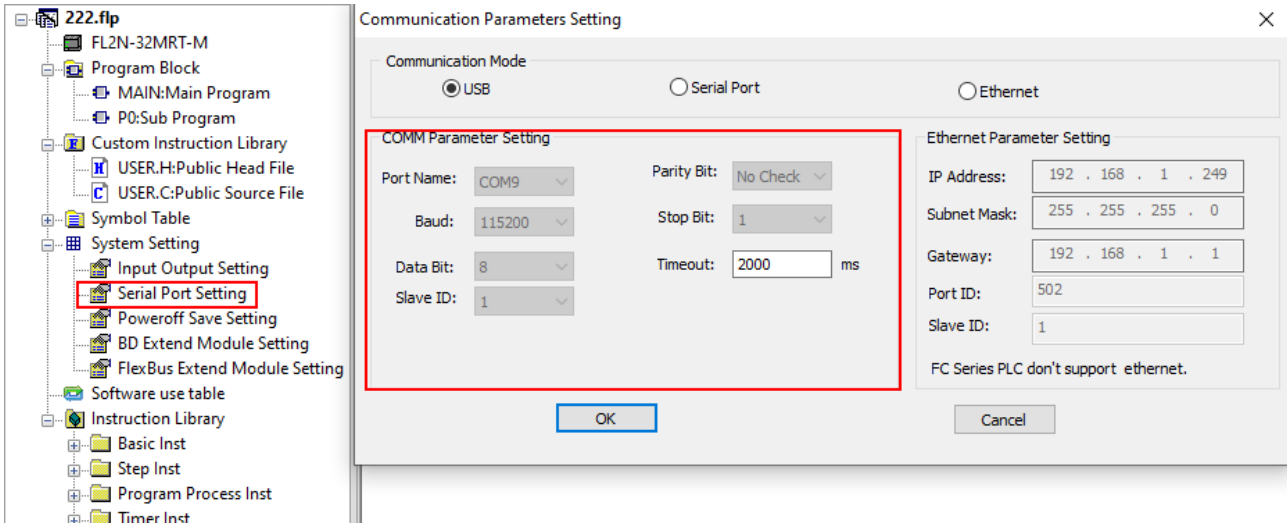 222.flp
FL2N-32MRT-M
Program Block
MAIN:Main Program
P0:Sub Program
Custom Instruction Library
H USER.H:Public Head File
C USER.C:Public Source File
Symbol Table
System Setting
Input Output Setting
Serial Port Setting
Poweroff Save Setting
BD Extend Module Setting
FlexBus Extend Module Setting
Software use table
Instruction Library
Basic Inst
Step Inst
Program Process Inst
Timer Inst
Communication Parameters Setting
Communication Mode
USB
Serial Port
Ethernet
COMM Parameter Setting
Port Name: COM9
Baud: 115200
Data Bit: 8
Slave ID: 1
Parity Bit: No Check
Stop Bit: 1
Timeout: 2000 ms
Ethernet Parameter Setting
IP Address: 192 . 168 . 1 . 249
Subnet Mask: 255 . 255 . 255 . 0
Gateway: 192 . 168 . 1 . 1
Port ID: 502
Slave ID: 1
FC Series PLC don't support ethernet.
OK
Cancel